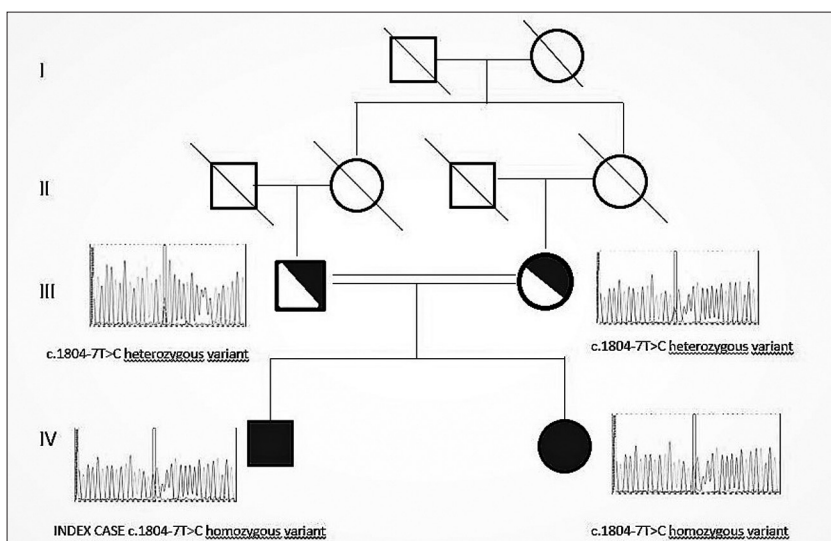 I
II
III
c.1804-7T>C heterozygous variant
c.1804-7T>C heterozygous variant
IV
INDEX CASE c.1804-7T>C homozygous variant
c.1804-7T>C homozygous variant